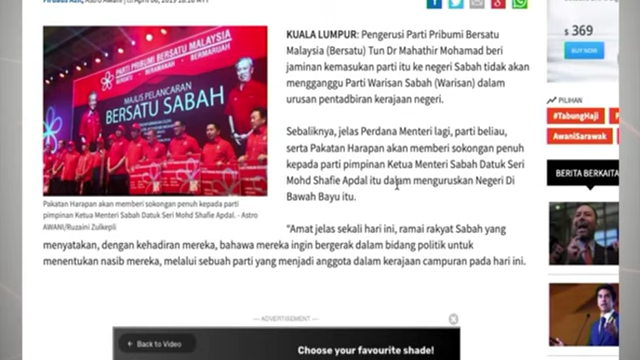 Astro Awani |
KUALA LUMPUR: Pengerusi Parti Pribumi Bersatu
Malaysia (Bersatu) Tun Dr Mahathir Mohamad beri
jaminan kemasukan parti itu ke negeri Sabah tidak akan
mengganggu Parti Warisan Sabah (Warisan) dalam
urusan pentadbiran kerajaan negeri.
Sebaliknya, jelas Perdana Menteri lagi, parti beliau,
serta Pakatan Harapan akan memberi sokongan penuh
kepada parti pimpinan Ketua Menteri Sabah Datuk Seri
Mohd Shafie Apdal itu dalam menguruskan Negeri Di
Bawah Bayu itu.
PARTI PRIBUMI BERSATU MALAYSIA
BERSATU BERAMANAH BERMARUAH
MAJLIS PELANCARAN
BERSATU SABAH
Pakatan Harapan akan memberi sokongan penuh kepada parti
pimpinan Ketua Menteri Sabah Datuk Seri Mohd Shafie Apdal. - Astro
AWANI/Ruzaini Zulkepli
“Amat jelas sekali hari ini, ramai rakyat Sabah yang
menyatakan, dengan kehadiran mereka, bahawa mereka ingin bergerak dalam bidang politik untuk
menentukan nasib mereka, melalui sebuah parti yang menjadi anggota dalam kerajaan campuran pada hari ini.
ADVERTISEMENT
Back to Video
Choose your favourite shade!
$ 369
BUY NOW
PILIHAN
#TabungHaji
#AwaniSarawak
BERITA BERKAITA